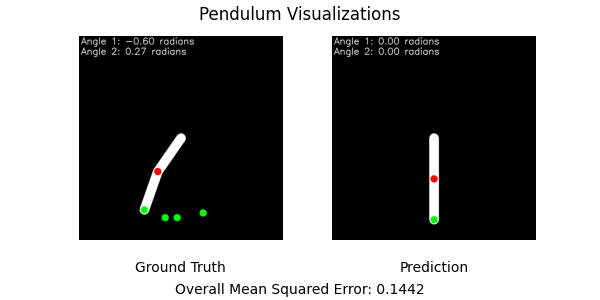 Pendulum Visualizations
Angle 1: −0.60 radians
Angle 2: 0.27 radians
Angle 1: 0.00 radians
Angle 2: 0.00 radians
Ground Truth
Prediction
Overall Mean Squared Error: 0.1442